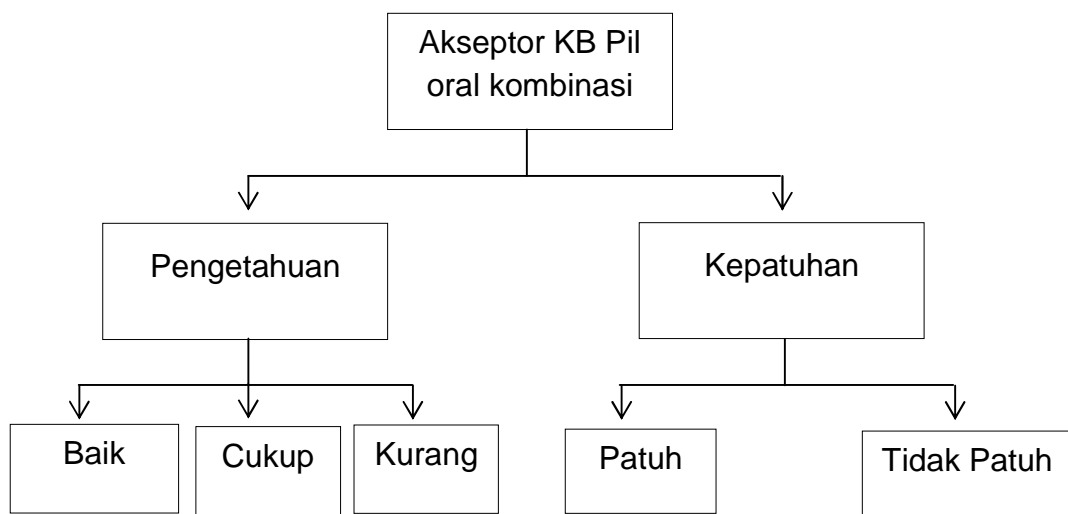 Akseptor KB Pil
oral kombinasi
Pengetahuan
Kepatuhan
Baik
Cukup
Kurang
Patuh
Tidak Patuh